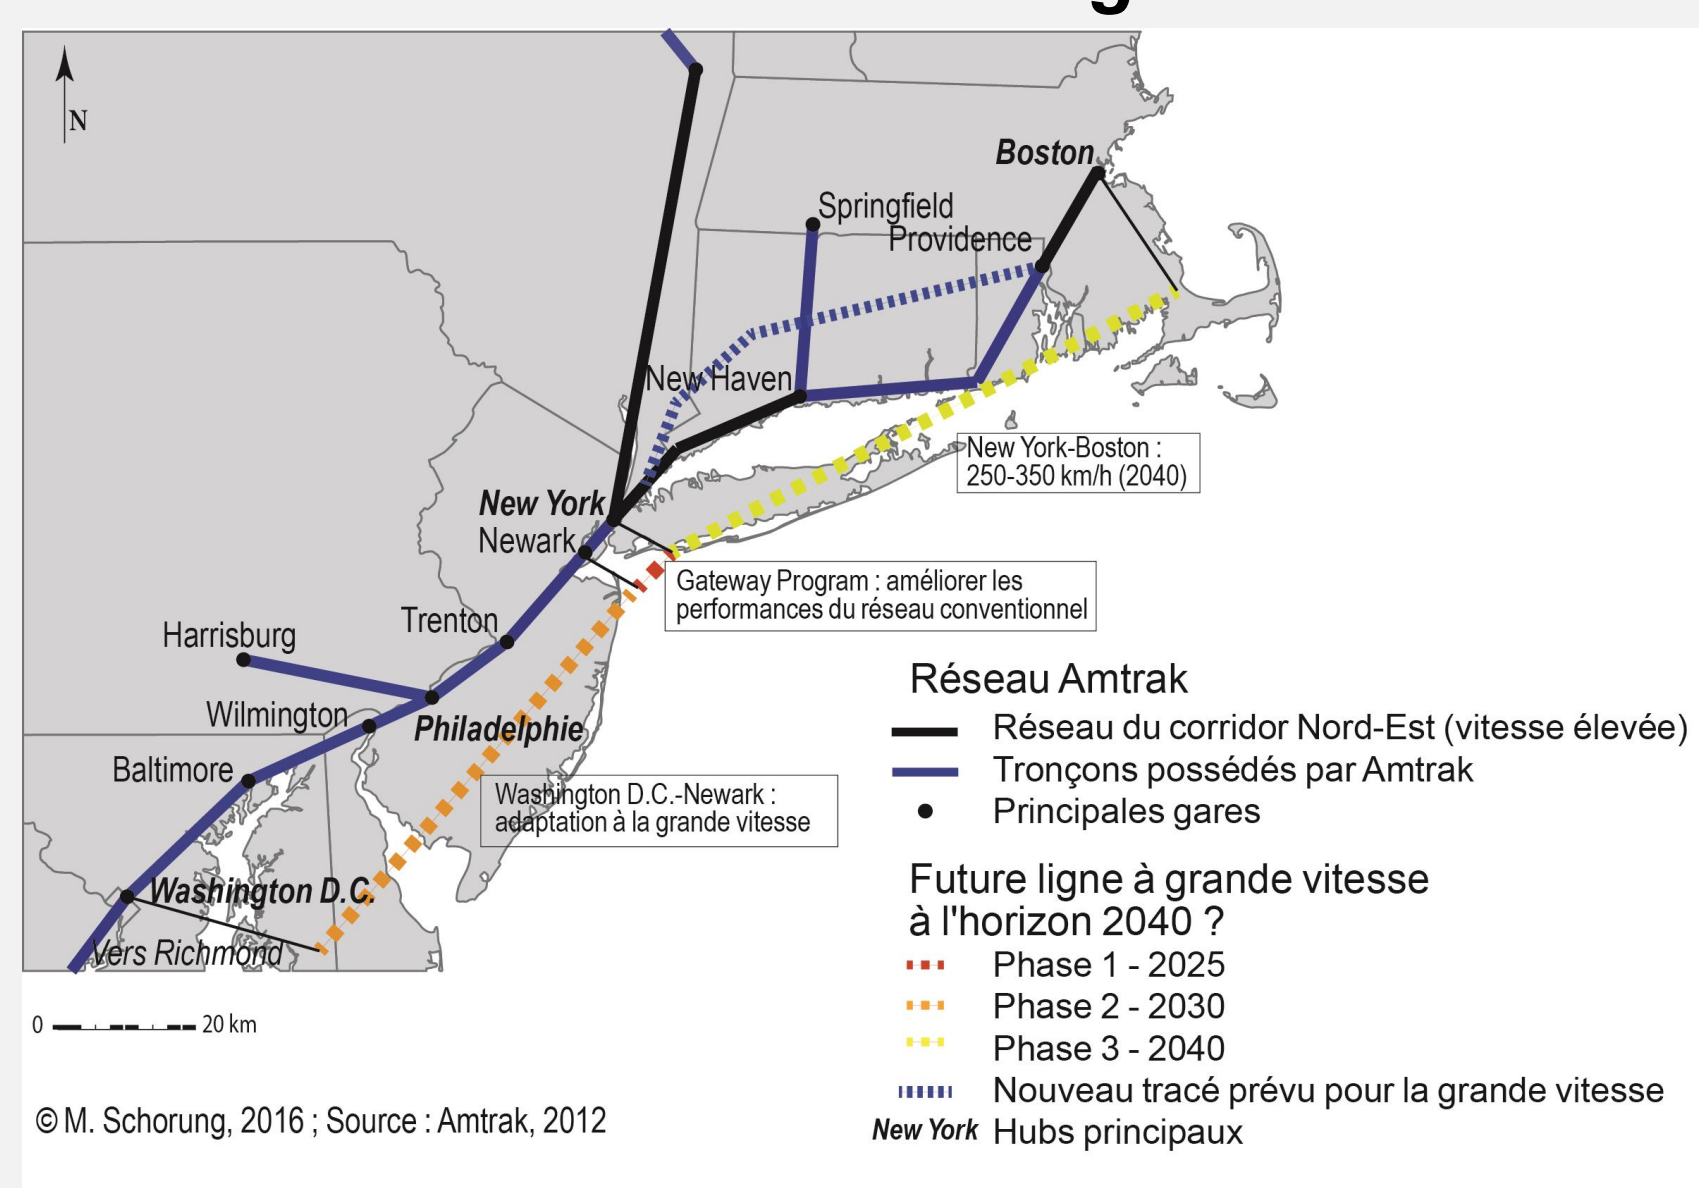 N
Boston
Springfield
Providence
New Haven
New York-Boston :
250-350 km/h (2040)
New York
Newark
Gateway Program : améliorer les
performances du réseau conventionnel
Trenton
Harrisburg
Wilmington
Philadelphie
Baltimore
Washington D.C.-Newark :
adaptation à la grande vitesse
Washington D.C.
Vers Richmond
0 20 km
© M. Schorung, 2016 ; Source : Amtrak, 2012
Réseau Amtrak
Réseau du corridor Nord-Est (vitesse élevée)
Tronçons possédés par Amtrak
Principales gares
Future ligne à grande vitesse
à l'horizon 2040 ?
Phase 1 - 2025
Phase 2 - 2030
Phase 3 - 2040
Nouveau tracé prévu pour la grande vitesse
New York Hubs principaux